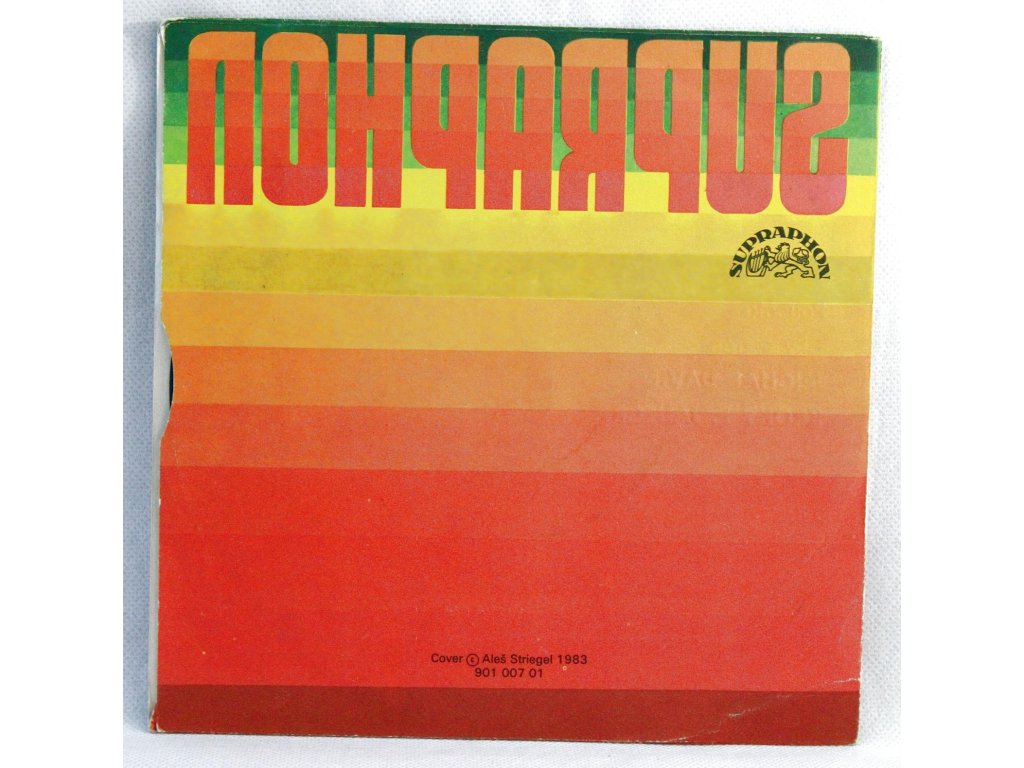 SUPRAPHON
SUPRAPHON
Cover © Aleš Striegel 1983
901 007 01